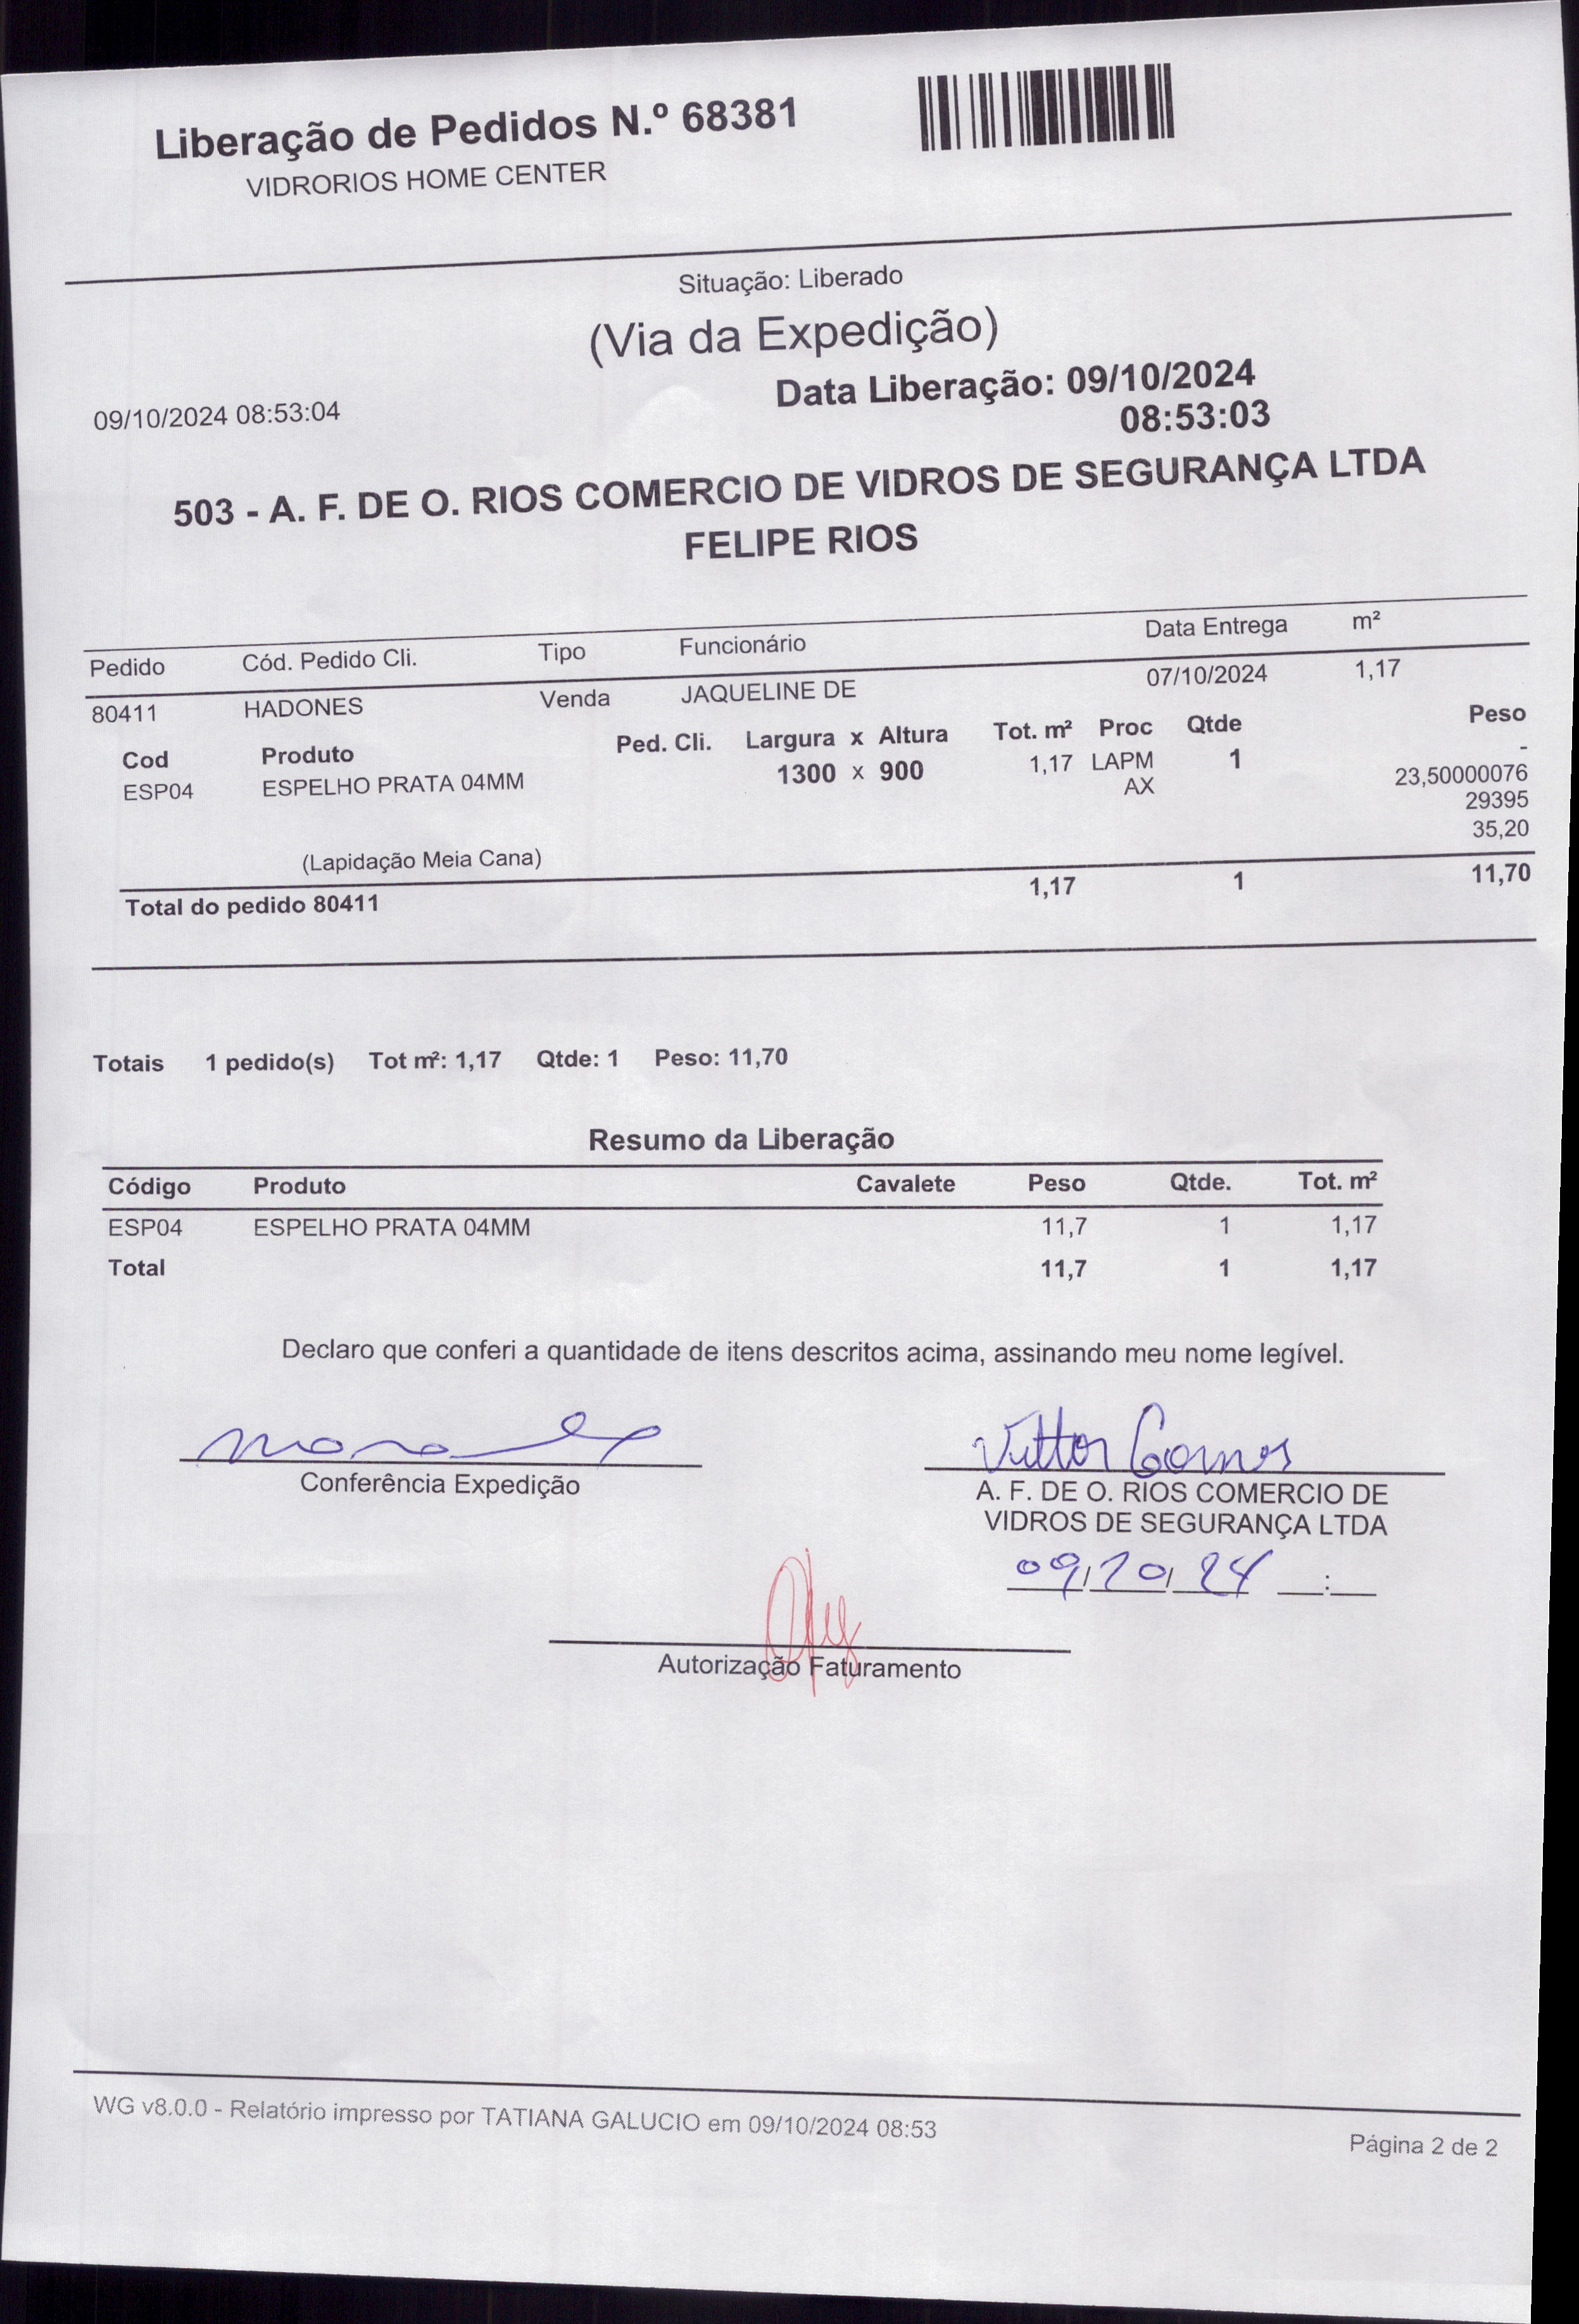 Liberação de Pedidos N.º 68381
VIDRORIOS HOME CENTER
Situação: Liberado
(Via da Expedição)
09/10/2024 08:53:04
Data Liberação: 09/10/2024
08:53:03
503 - A. F. DE O. RIOS COMERCIO DE VIDROS DE SEGURANÇA LTDA
FELIPE RIOS
Pedido Cód. Pedido Cli. Tipo Funcionário Data Entrega m²
80411 HADONES Venda JAQUELINE DE 07/10/2024 1,17
Cod Produto Ped. Cli. Largura x Altura Tot. m² Proc Qtde Peso
ESP04 ESPELHO PRATA 04MM 1300 x 900 1,17 LAPM 1 -
AX 23,50000076
29395
35,20
(Lapidação Meia Cana)
Total do pedido 80411 1,17 1 11,70
Totais 1 pedido(s) Tot m²: 1,17 Qtde: 1 Peso: 11,70
Resumo da Liberação
Código Produto Cavalete Peso Qtde. Tot. m²
ESP04 ESPELHO PRATA 04MM 11,7 1 1,17
Total 11,7 1 1,17
Declaro que conferi a quantidade de itens descritos acima, assinando meu nome legível.
Vittor Gomes
Conferência Expedição
A. F. DE O. RIOS COMERCIO DE
VIDROS DE SEGURANÇA LTDA
09/10/24 __:__
Autorização Faturamento
WG v8.0.0 - Relatório impresso por TATIANA GALUCIO em 09/10/2024 08:53
Página 2 de 2